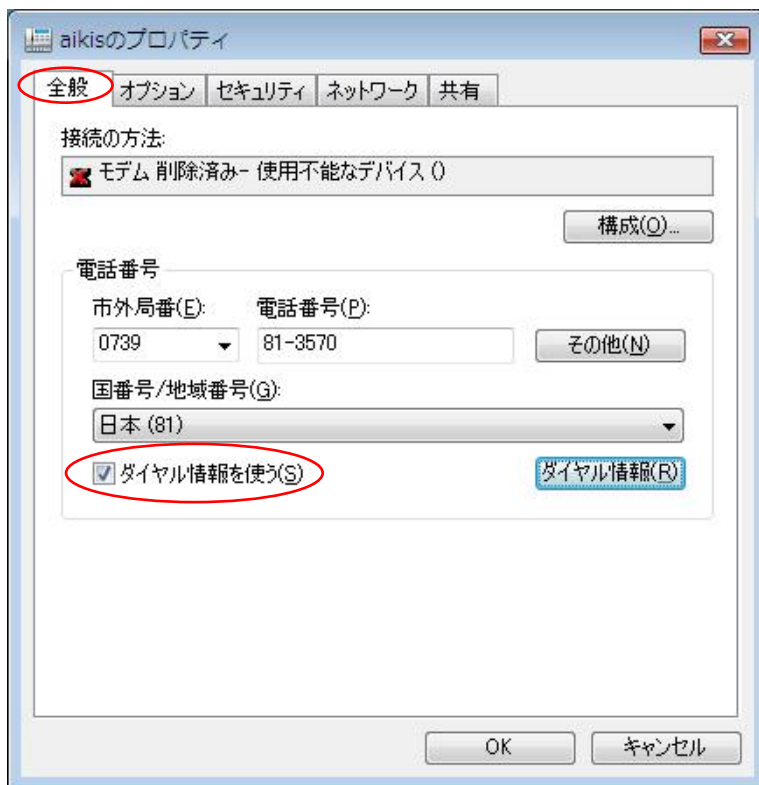 aikisのプロパティ
全般 オプション セキュリティ ネットワーク 共有
接続の方法:
モデム 削除済み- 使用不能なデバイス ()
構成(O)...
電話番号
市外局番(E): 電話番号(P):
0739 81-3570 その他(N)
国番号/地域番号(G):
日本 (81)
ダイヤル情報を使う(S) ダイヤル情報(R)
OK キャンセル